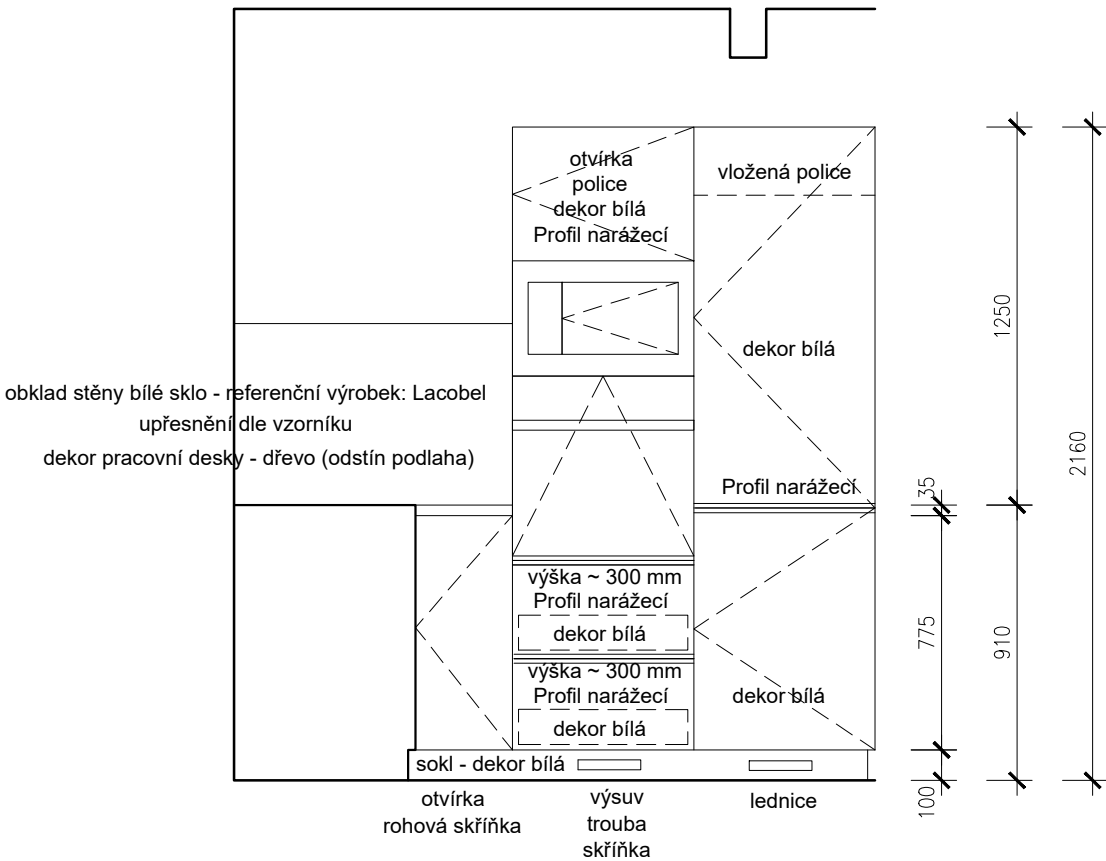 otvírka
police
dekor bílá
Profil narážecí
vložená police
dekor bílá
obklad stěny bílé sklo - referenční výrobek: Lacobel
upřesnění dle vzorníku
dekor pracovní desky - dřevo (odstín podlaha)
Profil narážecí
výška ~ 300 mm
Profil narážecí
dekor bílá
výška ~ 300 mm
Profil narážecí
dekor bílá
dekor bílá
sokl - dekor bílá
otvírka
rohová skříňka
výsuv
trouba
skříňka
lednice
35
775
100
1250
910
2160